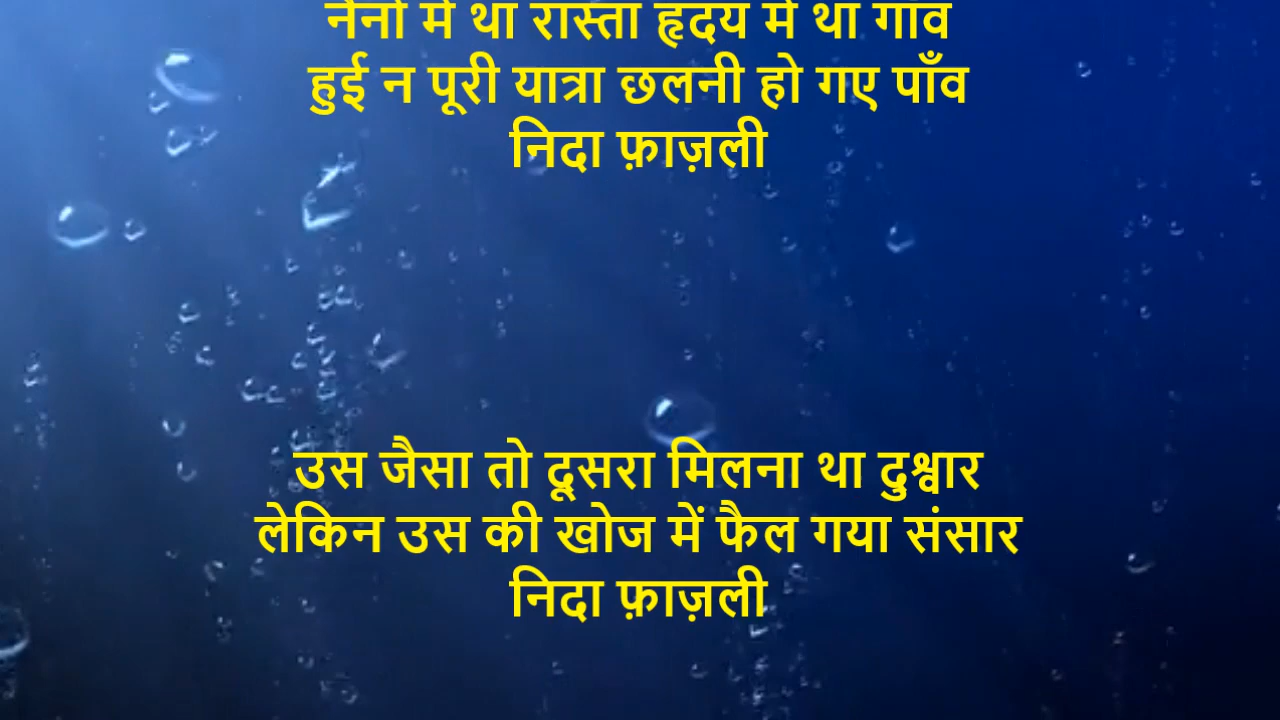 नैनों में था रास्ता हृदय में था गाँव
हुई न पूरी यात्रा छलनी हो गए पाँव
निदा फ़ाज़ली
उस जैसा तो दूसरा मिलना था दुश्वार
लेकिन उस की खोज में फैल गया संसार
निदा फ़ाज़ली